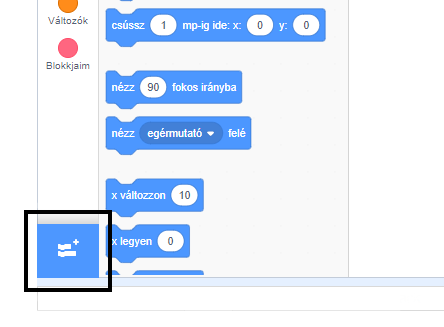 csússz 1 mp-ig ide: x: 0 y: 0
Változók
Blokkjaim
nézz 90 fokos irányba
nézz egérmutató felé
x változzon 10
x legyen 0